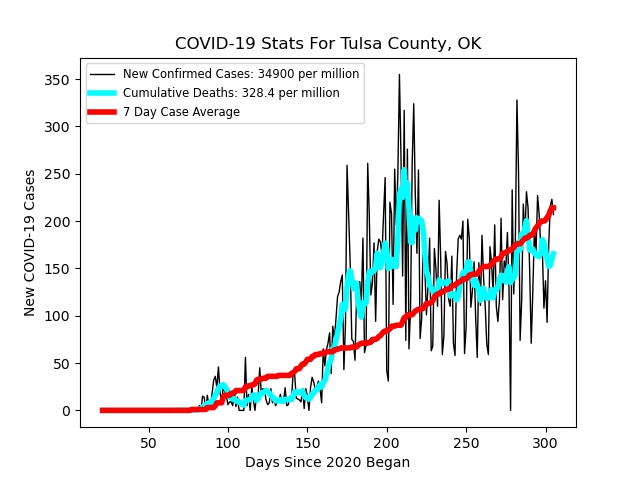 COVID-19 Stats For Tulsa County, OK
New Confirmed Cases: 34900 per million
Cumulative Deaths: 328.4 per million
7 Day Case Average
New COVID-19 Cases
350
300
250
200
150
100
50
0
50 100 150 200 250 300
Days Since 2020 Began